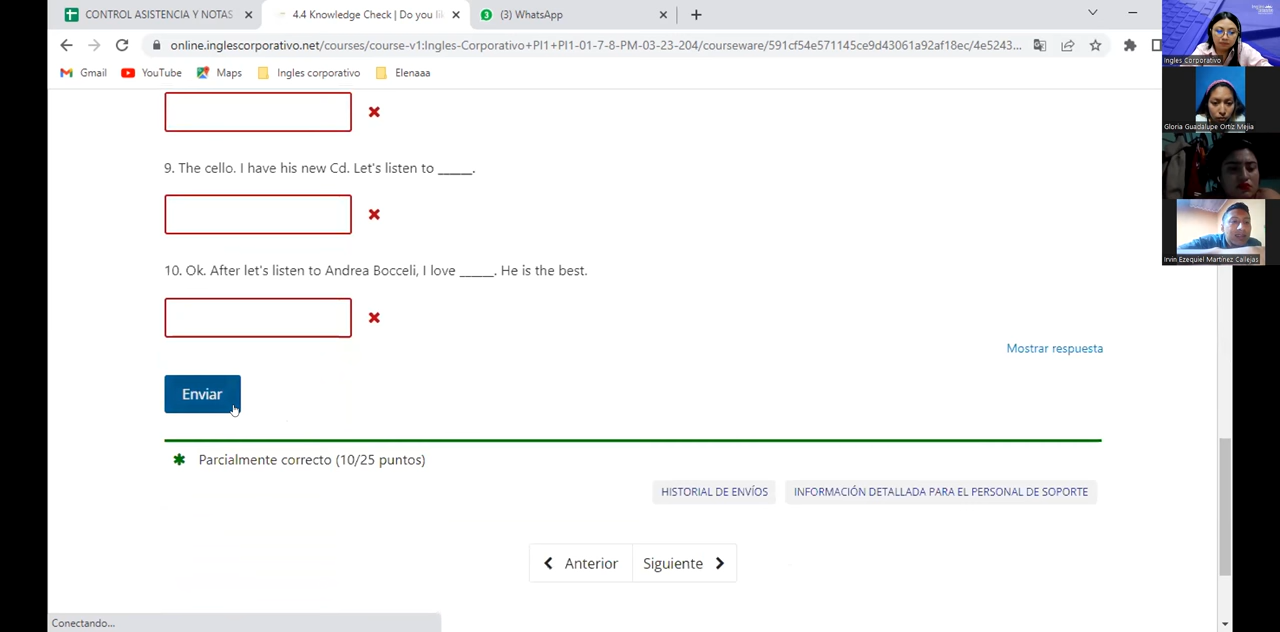 CONTROL ASISTENCIA Y NOTAS
4.4 Knowledge Check | Do you li
(3) WhatsApp
online.inglescorporativo.net/courses/course-v1:Ingles-Corporativo+PI1+PI1-01-7-8-PM-03-23-204/courseware/591cf54e571145ce9d43061a92af18ec/4e5243...
Gmail
YouTube
Maps
Ingles corporativo
Elenaaa
Ingles Corporativo
Gloria Guadalupe Ortiz Mejia
Irvin Ezequiel Martínez Callejas
9. The cello. I have his new Cd. Let's listen to _____.
10. Ok. After let's listen to Andrea Bocceli, I love _____. He is the best.
Mostrar respuesta
Enviar
Parcialmente correcto (10/25 puntos)
HISTORIAL DE ENVÍOS
INFORMACIÓN DETALLADA PARA EL PERSONAL DE SOPORTE
Anterior
Siguiente
Conectando...